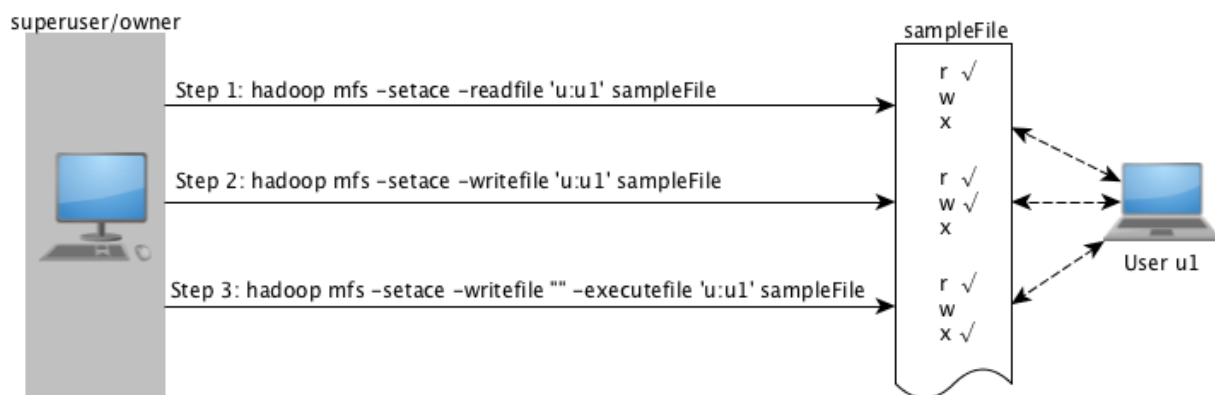 superuser/owner
sampleFile
Step 1: hadoop mfs -setace -readfile 'u:u1' sampleFile
r √
w
x
Step 2: hadoop mfs -setace -writefile 'u:u1' sampleFile
r √
w √
x
User u1
Step 3: hadoop mfs -setace -writefile "" -executefile 'u:u1' sampleFile
r √
w
x √